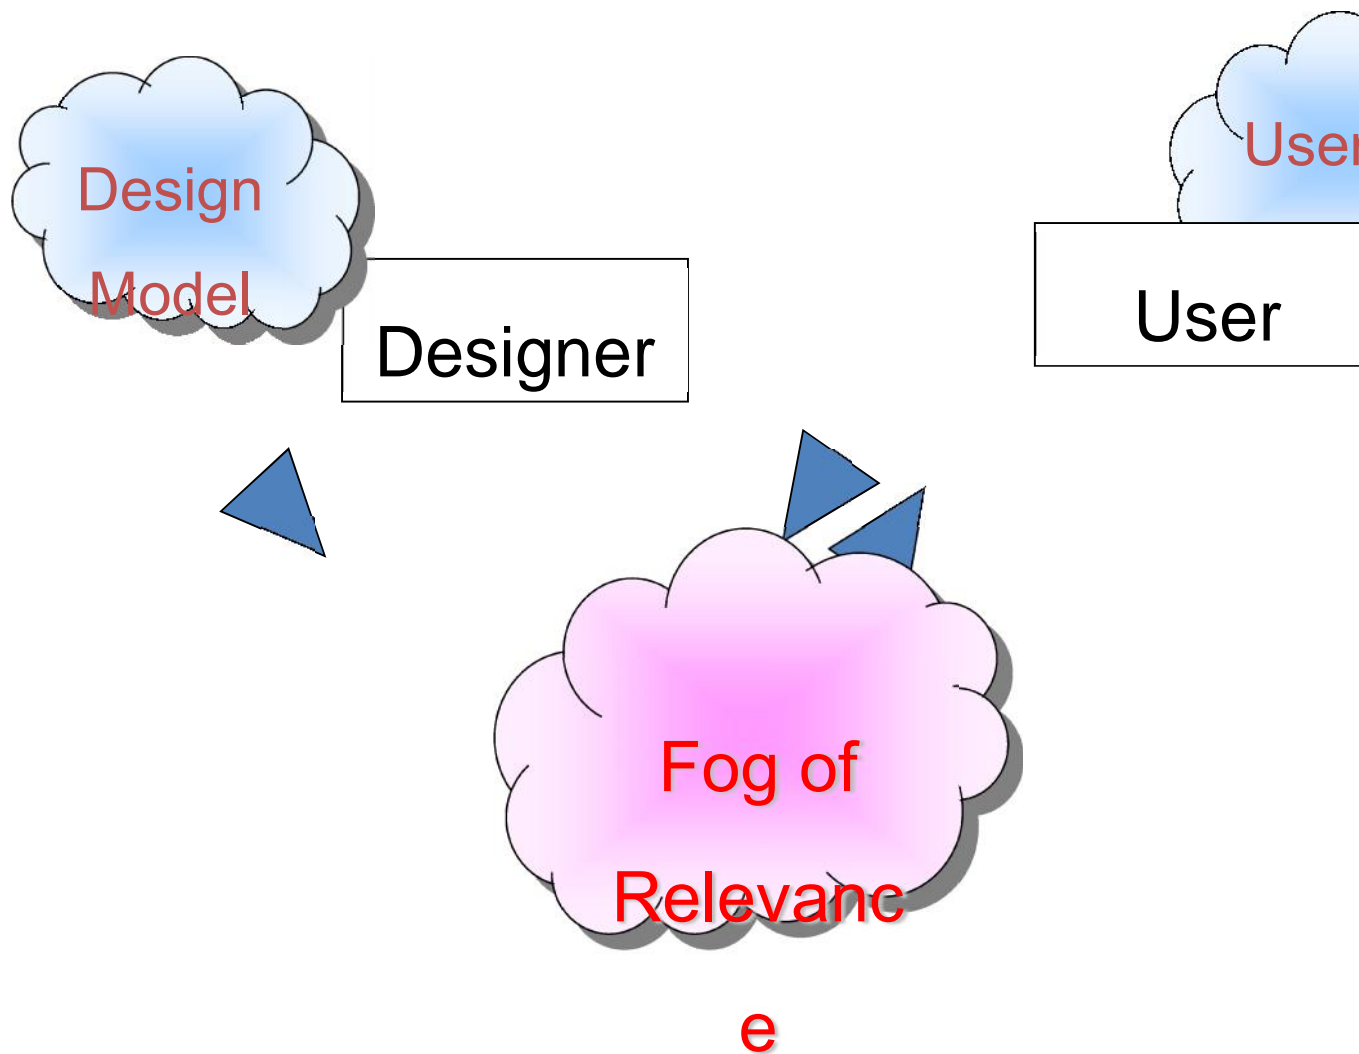 Design
Model
Designer
User
User
Fog of
Relevanc
e